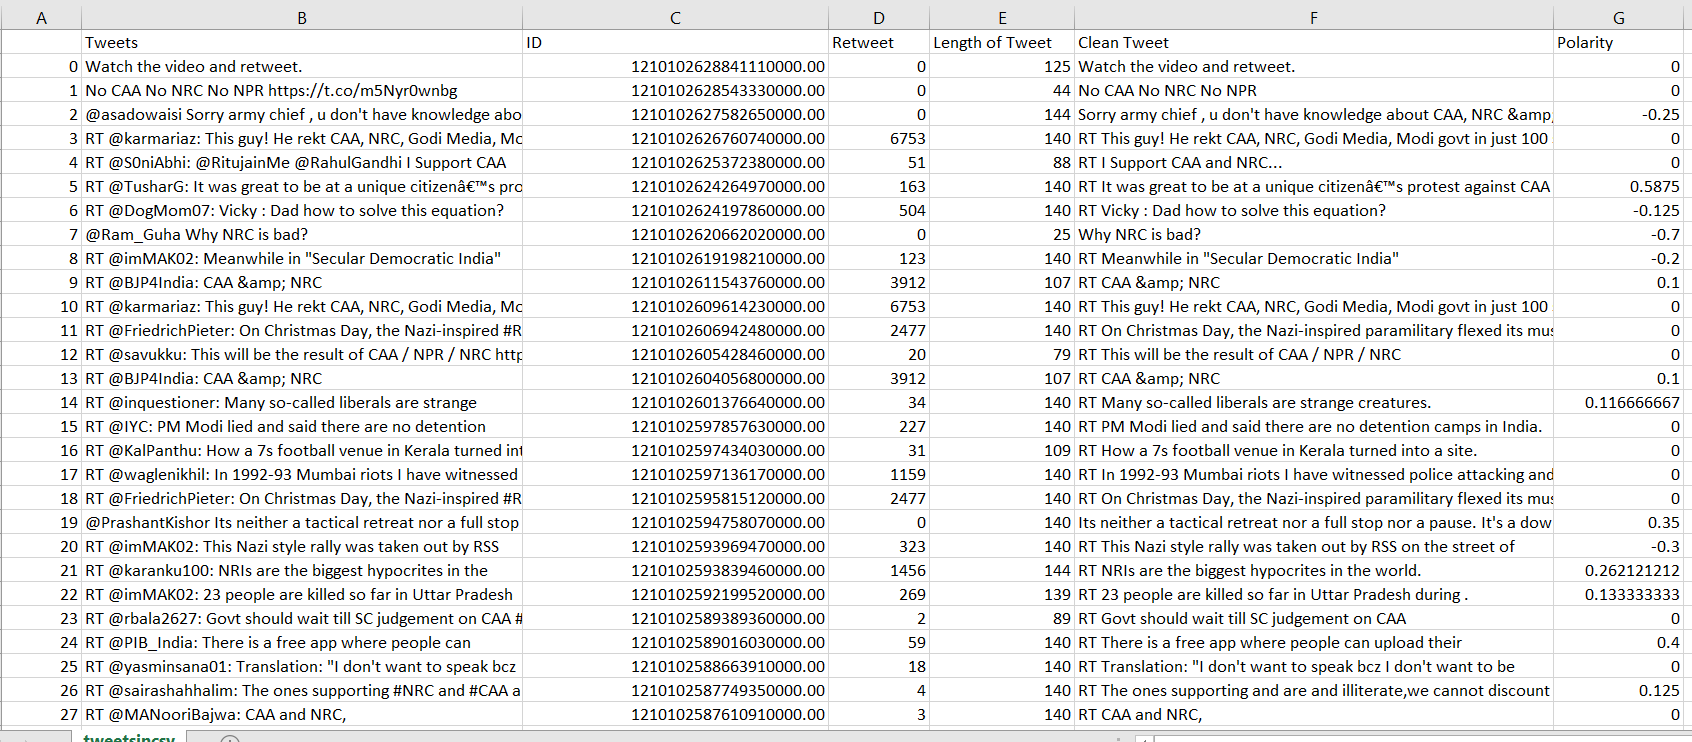 A B C D E F G
Tweets ID Retweet Length of Tweet Clean Tweet Polarity
0 Watch the video and retweet. 1210102628841110000.00 0 125 Watch the video and retweet. 0
1 No CAA No NRC No NPR https://t.co/m5Nyr0wnbg 1210102628543330000.00 0 44 No CAA No NRC No NPR 0
2 @asadowaisi Sorry army chief , u don't have knowledge abo 1210102627582650000.00 0 144 Sorry army chief , u don't have knowledge about CAA, NRC &amp; -0.25
3 RT @karmariaz: This guy! He rekt CAA, NRC, Godi Media, Mo 1210102626760740000.00 6753 140 RT This guy! He rekt CAA, NRC, Godi Media, Modi govt in just 100 0
4 RT @S0niAbhi: @RitujainMe @RahulGandhi I Support CAA 1210102625372380000.00 51 88 RT I Support CAA and NRC... 0
5 RT @TusharG: It was great to be at a unique citizenâ€™s pro 1210102624264970000.00 163 140 RT It was great to be at a unique citizenâ€™s protest against CAA 0.5875
6 RT @DogMom07: Vicky : Dad how to solve this equation? 1210102624197860000.00 504 140 RT Vicky : Dad how to solve this equation? -0.125
7 @Ram_Guha Why NRC is bad? 1210102620662020000.00 0 25 Why NRC is bad? -0.7
8 RT @imMAK02: Meanwhile in "Secular Democratic India" 1210102619198210000.00 123 140 RT Meanwhile in "Secular Democratic India" -0.2
9 RT @BJP4India: CAA &amp; NRC 1210102611543760000.00 3912 107 RT CAA &amp; NRC 0.1
10 RT @karmariaz: This guy! He rekt CAA, NRC, Godi Media, Mo 1210102609614230000.00 6753 140 RT This guy! He rekt CAA, NRC, Godi Media, Modi govt in just 100 0
11 RT @FriedrichPieter: On Christmas Day, the Nazi-inspired #R 1210102606942480000.00 2477 140 RT On Christmas Day, the Nazi-inspired paramilitary flexed its mus 0
12 RT @savukku: This will be the result of CAA / NPR / NRC http 1210102605428460000.00 20 79 RT This will be the result of CAA / NPR / NRC 0
13 RT @BJP4India: CAA &amp; NRC 1210102604056800000.00 3912 107 RT CAA &amp; NRC 0.1
14 RT @inquestioner: Many so-called liberals are strange 1210102601376640000.00 34 140 RT Many so-called liberals are strange creatures. 0.116666667
15 RT @IYC: PM Modi lied and said there are no detention 1210102597857630000.00 227 140 RT PM Modi lied and said there are no detention camps in India. 0
16 RT @KalPanthu: How a 7s football venue in Kerala turned int 1210102597434030000.00 31 109 RT How a 7s football venue in Kerala turned into a site. 0
17 RT @waglenikhil: In 1992-93 Mumbai riots I have witnessed 1210102597136170000.00 1159 140 RT In 1992-93 Mumbai riots I have witnessed police attacking and 0
18 RT @FriedrichPieter: On Christmas Day, the Nazi-inspired #R 1210102595815120000.00 2477 140 RT On Christmas Day, the Nazi-inspired paramilitary flexed its mus 0
19 @PrashantKishor Its neither a tactical retreat nor a full stop 1210102594758070000.00 0 140 Its neither a tactical retreat nor a full stop nor a pause. It's a dow 0.35
20 RT @imMAK02: This Nazi style rally was taken out by RSS 1210102593969470000.00 323 140 RT This Nazi style rally was taken out by RSS on the street of -0.3
21 RT @karanku100: NRIs are the biggest hypocrites in the 1210102593839460000.00 1456 144 RT NRIs are the biggest hypocrites in the world. 0.262121212
22 RT @imMAK02: 23 people are killed so far in Uttar Pradesh 1210102592199520000.00 269 139 RT 23 people are killed so far in Uttar Pradesh during . 0.133333333
23 RT @rbala2627: Govt should wait till SC judgement on CAA # 1210102589389360000.00 2 89 RT Govt should wait till SC judgement on CAA 0
24 RT @PIB_India: There is a free app where people can 1210102589016030000.00 59 140 RT There is a free app where people can upload their 0.4
25 RT @yasminsana01: Translation: "I don't want to speak bcz 1210102588663910000.00 18 140 RT Translation: "I don't want to speak bcz I don't want to be 0
26 RT @sairashahhalim: The ones supporting #NRC and #CAA a 1210102587749350000.00 4 140 RT The ones supporting and are and illiterate,we cannot discount 0.125
27 RT @MANooriBajwa: CAA and NRC, 1210102587610910000.00 3 140 RT CAA and NRC, 0
tweetsincsv